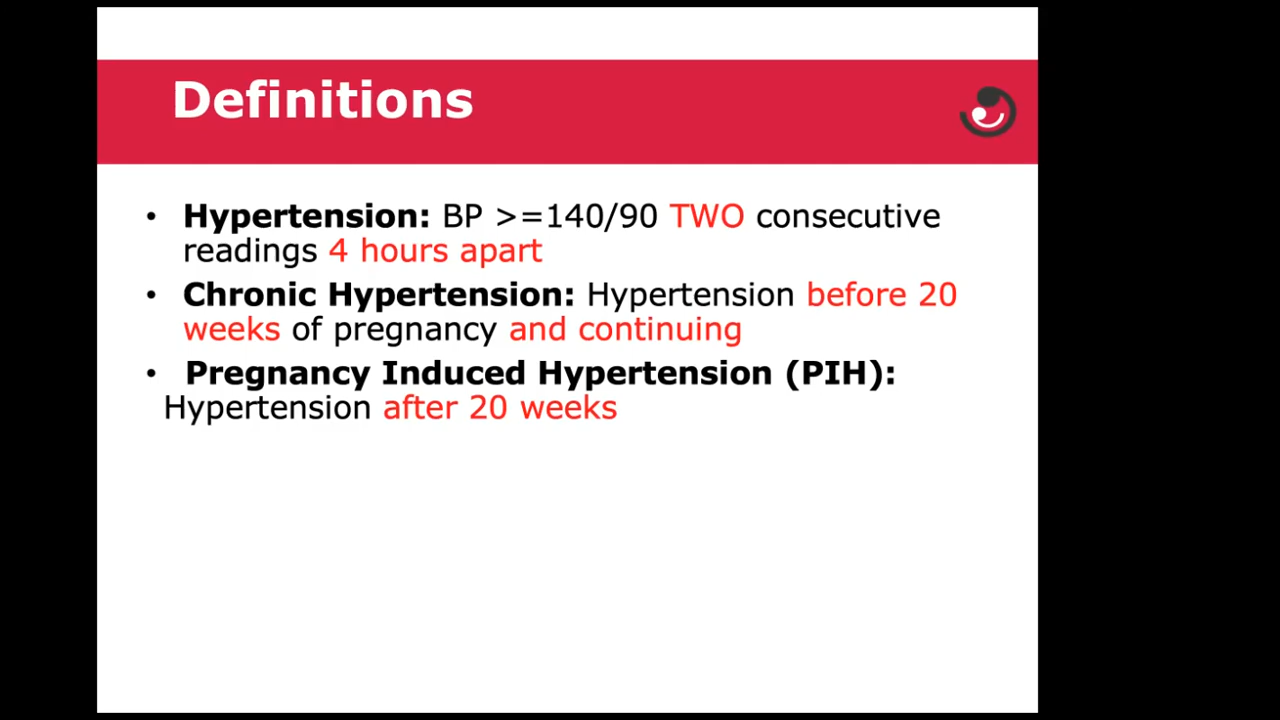 Definitions
• Hypertension: BP >=140/90 TWO consecutive
readings 4 hours apart
• Chronic Hypertension: Hypertension before 20
weeks of pregnancy and continuing
• Pregnancy Induced Hypertension (PIH):
Hypertension after 20 weeks